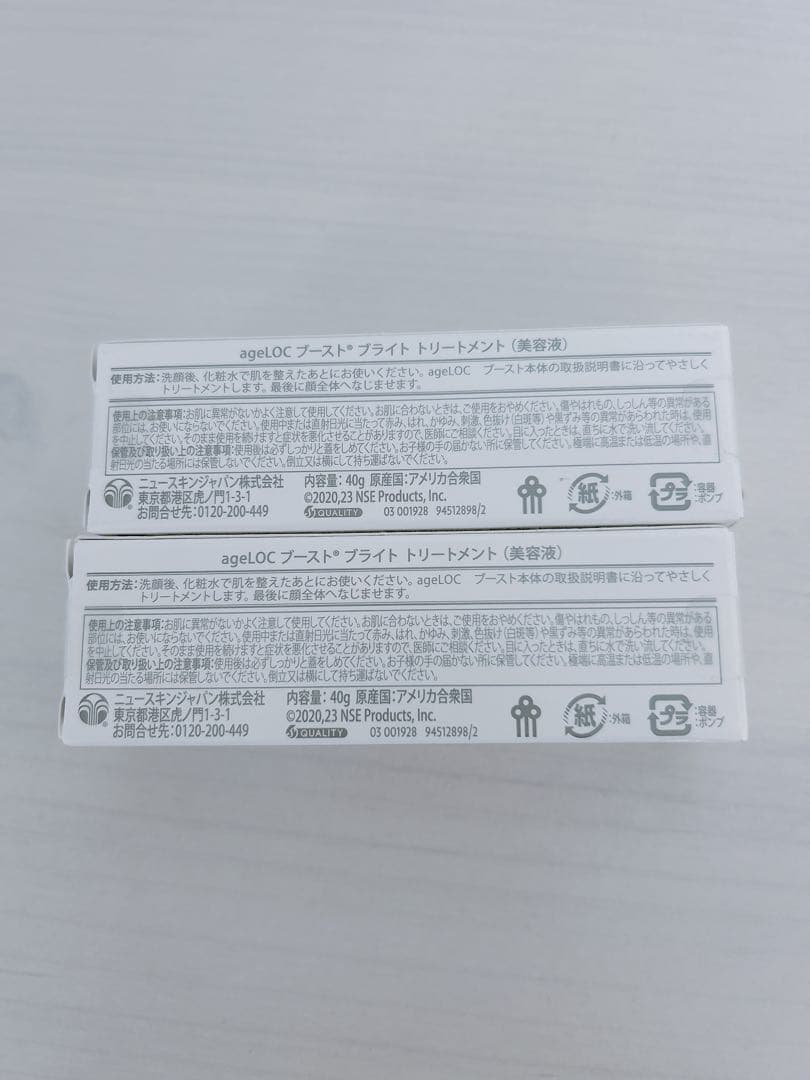 ageLOC ブースト® ブライト トリートメント（美容液）
使用方法：洗顔後、化粧水で肌を整えたあとにお使いください。ageLOC ブースト本体の取扱説明書に沿ってやさしく
トリートメントします。最後に顔全体へなじませます。
使用上の注意事項：お肌に異常がないかよく注意して使用してください。お肌に合わないときは、ご使用をおやめください。傷やはれもの、しっしん等の異常がある
部位には、お使いにならないでください。使用中または直射日光に当たって赤み、はれ、かゆみ、刺激、色抜け（白斑等）や黒ずみ等の異常があらわれた時は、使用
を中止してください。そのまま使用を続けますと症状を悪化させることがありますので、医師にご相談ください。目に入ったときは、直ちに水で洗い流してください。
保管及び取り扱い上の注意事項：使用後は必ずしっかりと蓋をしめてください。お子様の手の届かない所に保管してください。極端に高温または低温の場所や、直
射日光の当たる場所には保管しないでください。倒立又は横にして持ち運ばないでください。
ニュースキンジャパン株式会社
東京都港区虎ノ門1-3-1
お問合せ先：0120-200-449
内容量：40g 原産国：アメリカ合衆国
©2020,23 NSE Products, Inc.
QUALITY 03 001928 94512898/2
紙 ：外箱
プラ ：容器
：ポンプ
ageLOC ブースト® ブライト トリートメント（美容液）
使用方法：洗顔後、化粧水で肌を整えたあとにお使いください。ageLOC ブースト本体の取扱説明書に沿ってやさしく
トリートメントします。最後に顔全体へなじませます。
使用上の注意事項：お肌に異常がないかよく注意して使用してください。お肌に合わないときは、ご使用をおやめください。傷やはれもの、しっしん等の異常がある
部位には、お使いにならないでください。使用中または直射日光に当たって赤み、はれ、かゆみ、刺激、色抜け（白斑等）や黒ずみ等の異常があらわれた時は、使用
を中止してください。そのまま使用を続けますと症状を悪化させることがありますので、医師にご相談ください。目に入ったときは、直ちに水で洗い流してください。
保管及び取り扱い上の注意事項：使用後は必ずしっかりと蓋をしめてください。お子様の手の届かない所に保管してください。極端に高温または低温の場所や、直
射日光の当たる場所には保管しないでください。倒立又は横にして持ち運ばないでください。
ニュースキンジャパン株式会社
東京都港区虎ノ門1-3-1
お問合せ先：0120-200-449
内容量：40g 原産国：アメリカ合衆国
©2020,23 NSE Products, Inc.
QUALITY 03 001928 94512898/2
紙 ：外箱
プラ ：容器
：ポンプ